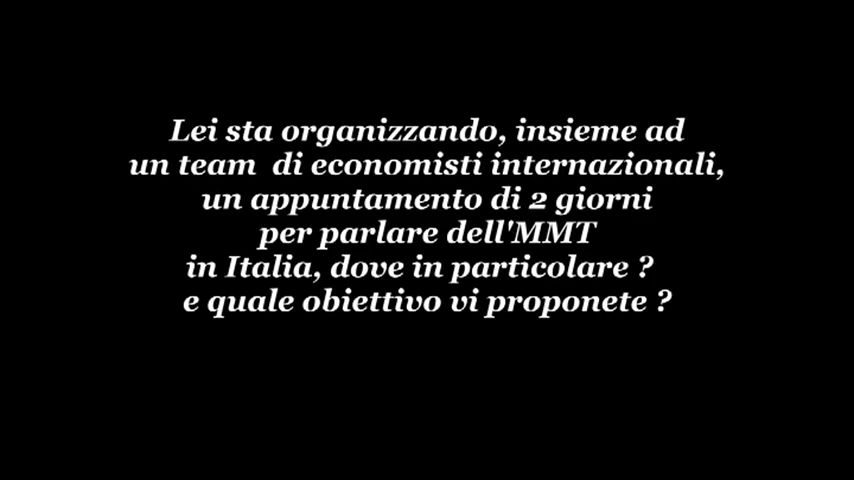 Lei sta organizzando, insieme ad
un team di economisti internazionali,
un appuntamento di 2 giorni
per parlare dell'MMT
in Italia, dove in particolare ?
e quale obiettivo vi proponete ?